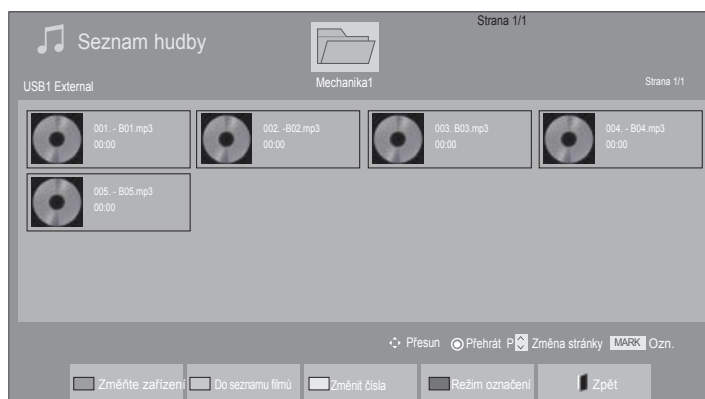 Strana 1/1
Seznam hudby
Mechanika1
USB1 External
Strana 1/1
001. - B01.mp3
00:00
002. -B02.mp3
00:00
003. B03.mp3
00:00
004. - B04.mp3
00:00
005. - B05.mp3
00:00
Přesun Přehrát P Změna stránky MARK Ozn.
Změňte zařízení Do seznamu filmů Změnit čísla Režim označení Zpět